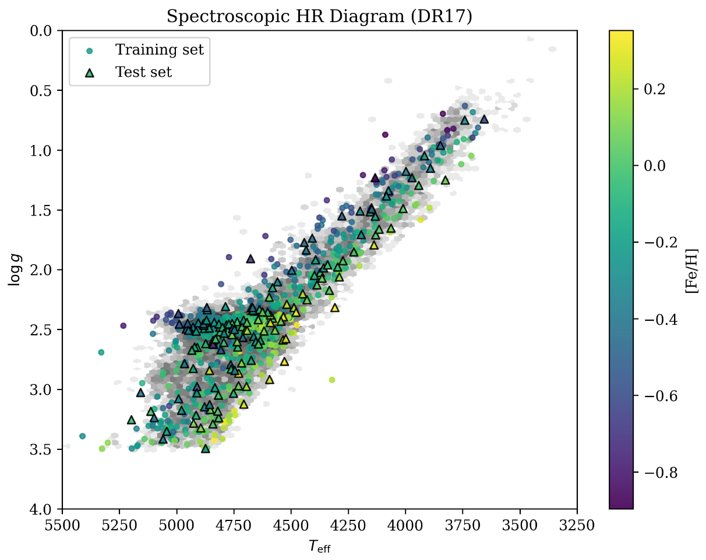 Spectroscopic HR Diagram (DR17)
Training set
Test set
0.0
0.5
1.0
1.5
2.0
2.5
3.0
3.5
4.0
log g
5500 5250 5000 4750 4500 4250 4000 3750 3500 3250
T_eff
0.2
0.0
−0.2
−0.4
−0.6
−0.8
[Fe/H]